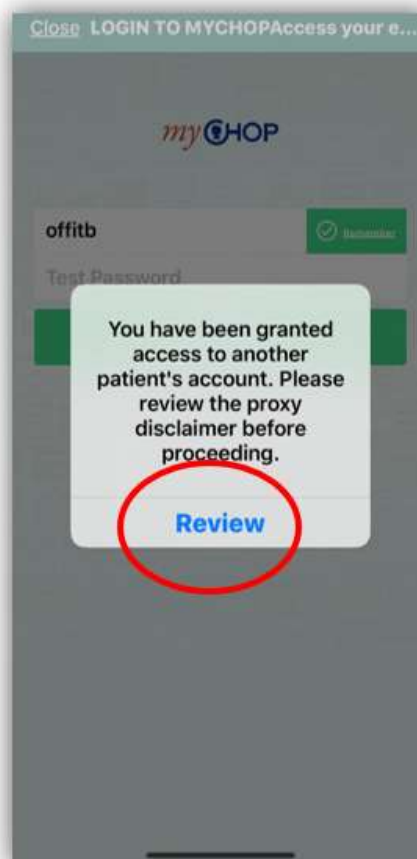 Close LOGIN TO MYCHOPAccess your e...
myCHOP
offitb
Remember
Test Password
You have been granted
access to another
patient's account. Please
review the proxy
disclaimer before
proceeding.
Review